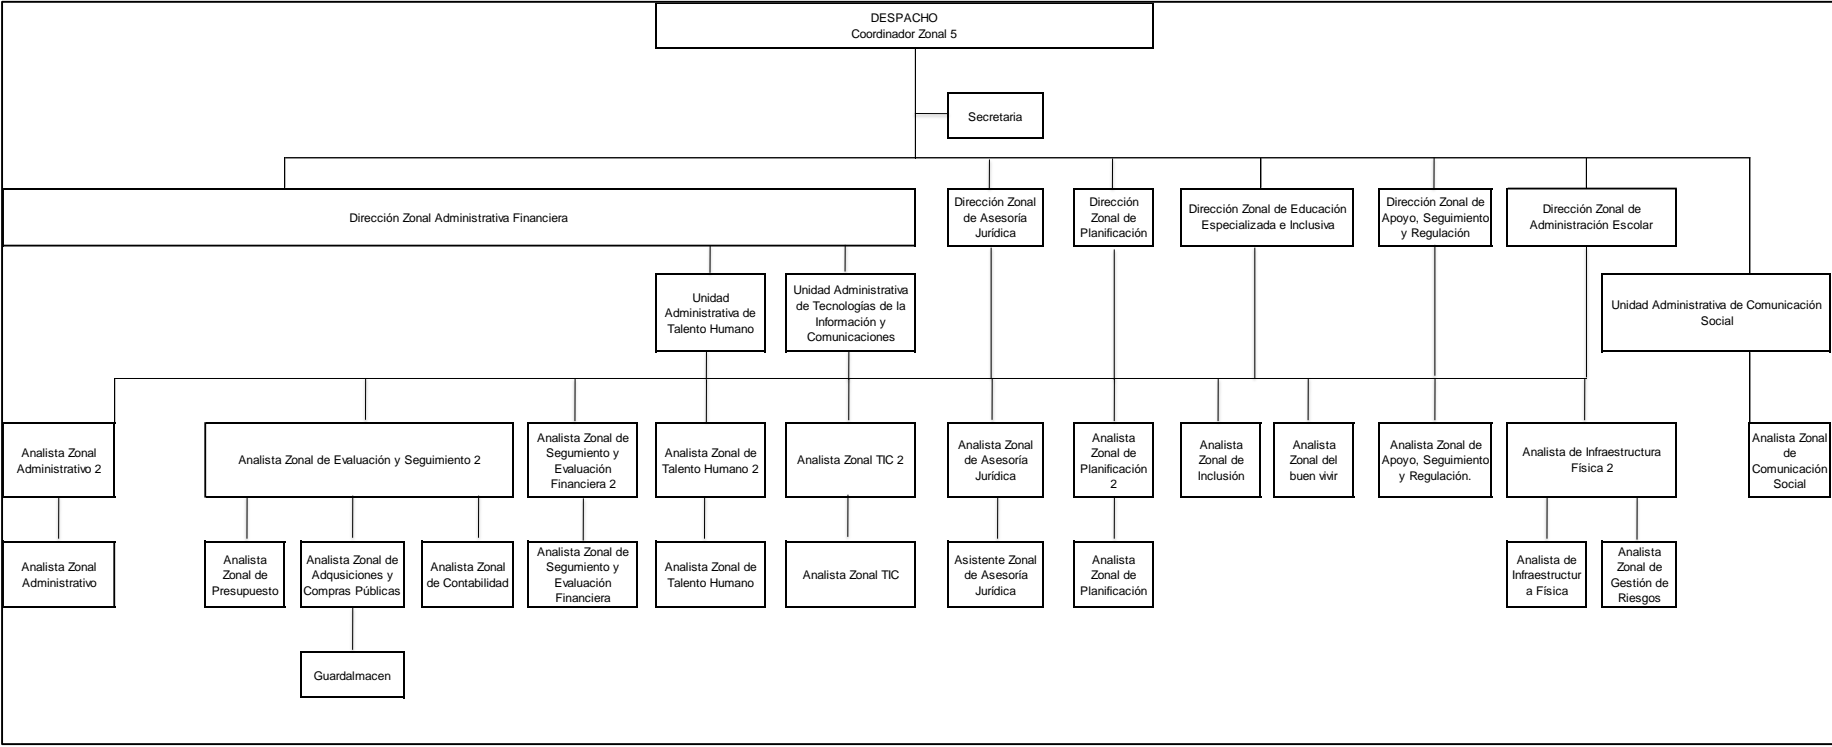 DESPACHO
Coordinador Zonal 5
Secretaria
Dirección Zonal Administrativa Financiera
Dirección Zonal
de Asesoría
Jurídica
Dirección
Zonal de
Planificación
Dirección Zonal de Educación
Especializada e Inclusiva
Dirección Zonal de
Apoyo, Seguimiento
y Regulación
Dirección Zonal de
Administración Escolar
Unidad
Administrativa de
Talento Humano
Unidad Administrativa
de Tecnologías de la
Información y
Comunicaciones
Unidad Administrativa de Comunicación
Social
Analista Zonal
Administrativo 2
Analista Zonal de Evaluación y Seguimiento 2
Analista Zonal de
Segumiento y
Evaluación
Financiera 2
Analista Zonal de
Talento Humano 2
Analista Zonal TIC 2
Analista Zonal
de Asesoría
Jurídica
Analista
Zonal de
Planificación
2
Analista
Zonal de
Inclusión
Analista
Zonal del
buen vivir
Analista Zonal de
Apoyo, Seguimiento
y Regulación.
Analista de Infraestructura
Física 2
Analista Zonal
de
Comunicación
Social
Analista Zonal
Administrativo
Analista
Zonal de
Presupuesto
Analista Zonal de
Adqusiciones y
Compras Públicas
Analista Zonal
de Contabilidad
Analista Zonal de
Segumiento y
Evaluación
Financiera
Analista Zonal de
Talento Humano
Analista Zonal TIC
Asistente Zonal
de Asesoría
Jurídica
Analista
Zonal de
Planificación
Analista de
Infraestructur
a Física
Analista
Zonal de
Gestión de
Riesgos
Guardalmacen